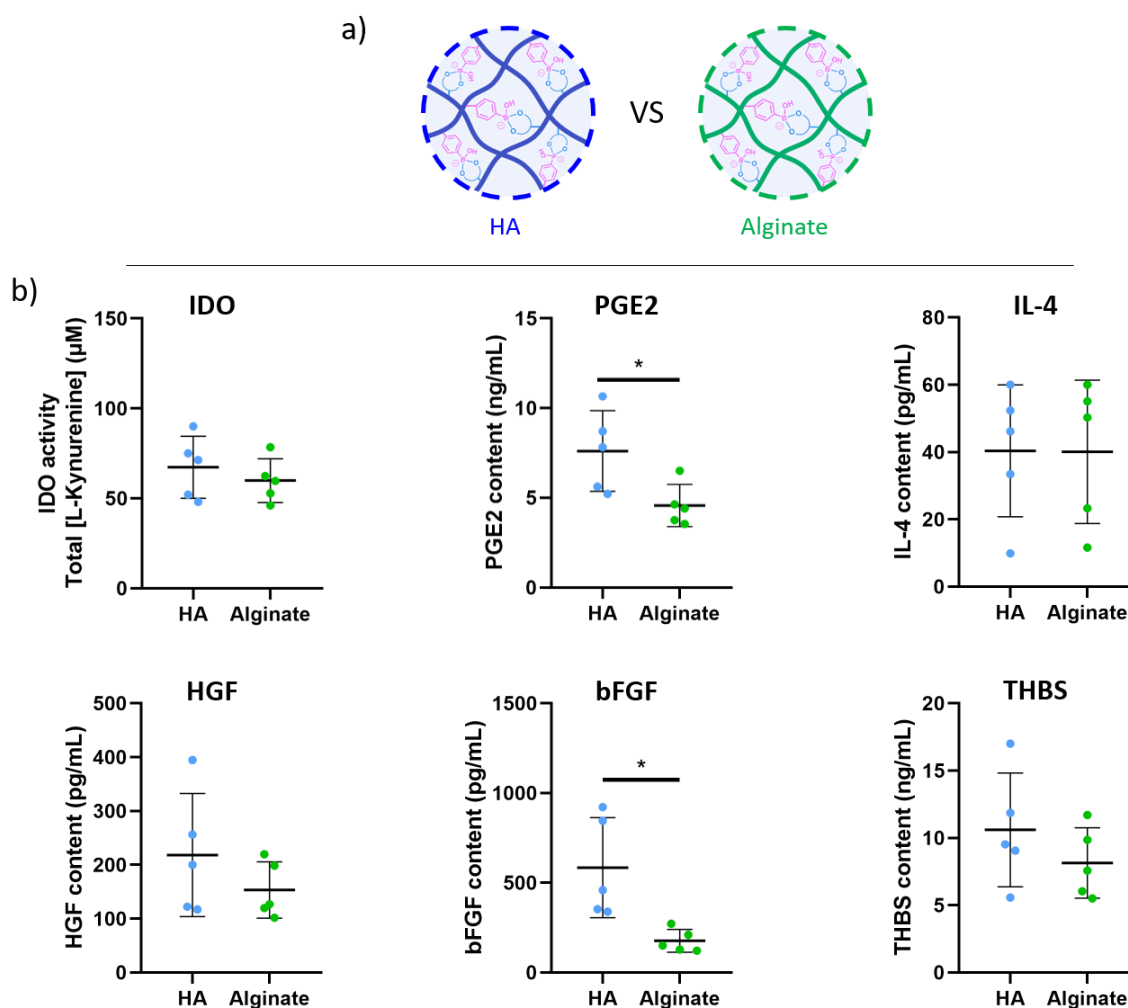 a)
VS
HA
Alginate
b)
IDO
IDO activity
Total [L-Kynurenine] (µM)
150
100
50
0
HA Alginate
PGE2
PGE2 content (ng/mL)
15
10
5
0
*
HA Alginate
IL-4
IL-4 content (pg/mL)
80
60
40
20
0
HA Alginate
HGF
HGF content (pg/mL)
500
400
300
200
100
0
HA Alginate
bFGF
bFGF content (pg/mL)
1500
1000
500
0
*
HA Alginate
THBS
THBS content (ng/mL)
20
15
10
5
0
HA Alginate